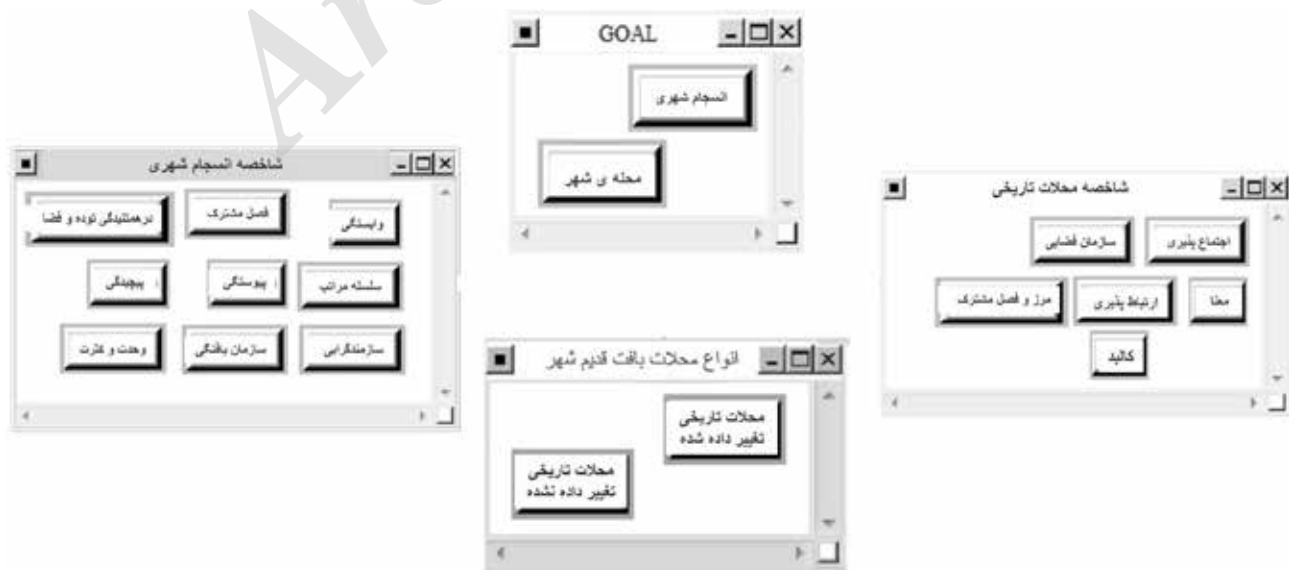 GOAL
انسجام شهری
محله ی شهر
شاخصه انسجام شهری
درهمتنیدگی توده و فضا
فصل مشترک
وابستگی
پیچیدگی
پیوستگی
سلسله مراتب
وحدت و کثرت
سازمان یافتگی
سازمندگرایی
شاخصه محلات تاریخی
اجتماع پذیری
سازمان فضایی
معنا
ارتباط پذیری
مرز و فصل مشترک
کالبد
انواع محلات بافت قدیم شهر
محلات تاریخی
تغییر داده شده
محلات تاریخی
تغییر داده نشده